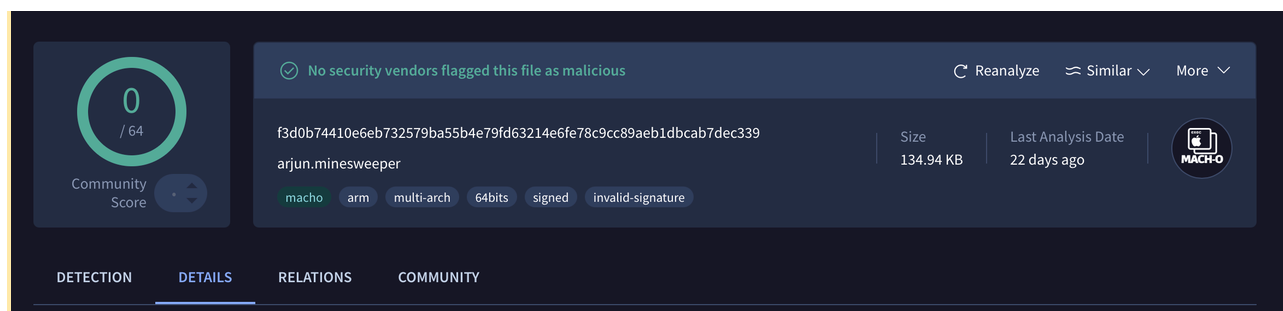 0
/ 64
Community
Score
No security vendors flagged this file as malicious
Reanalyze
Similar
More
f3d0b74410e6eb732579ba55b4e79fd63214e6fe78c9cc89aeb1dbcab7dec339
arjun.minesweeper
macho
arm
multi-arch
64bits
signed
invalid-signature
Size
134.94 KB
Last Analysis Date
22 days ago
EXEC
MACH-O
DETECTION
DETAILS
RELATIONS
COMMUNITY